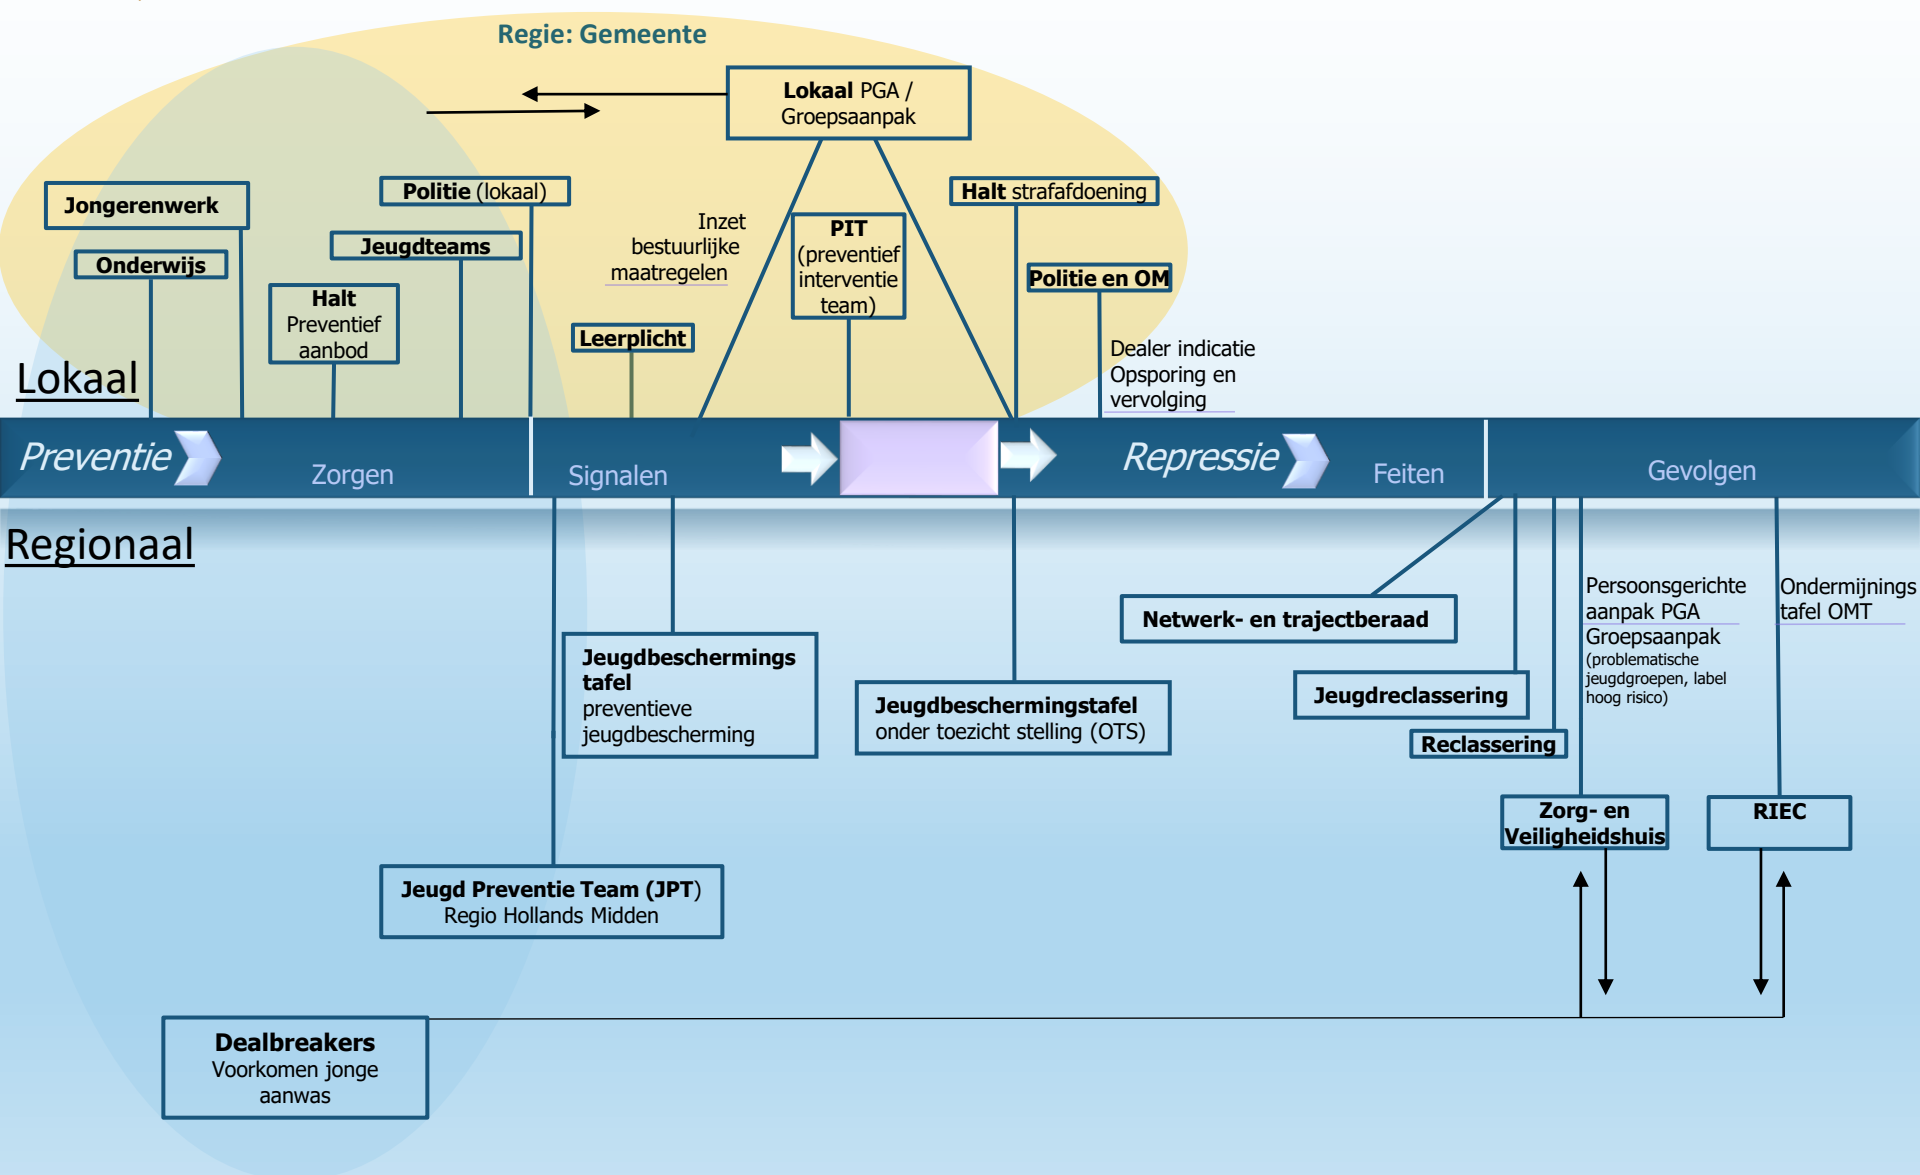 Regie: Gemeente
Lokaal PGA /
Groepsaanpak
Jongerenwerk
Onderwijs
Halt
Preventief
aanbod
Politie (lokaal)
Jeugdteams
Leerplicht
Inzet
bestuurlijke
maatregelen
PIT
(preventief
interventie
team)
Halt strafafdoening
Politie en OM
Dealer indicatie
Opsporing en
vervolging
Lokaal
Preventie
Zorgen
Signalen
Repressie
Feiten
Gevolgen
Regionaal
Jeugdbeschermings
tafel
preventieve
jeugdbescherming
Jeugdbeschermingstafel
onder toezicht stelling (OTS)
Netwerk- en trajectberaad
Jeugdreclassering
Reclassering
Persoonsgerichte
aanpak PGA
Groepsaanpak
(problematische
jeugdgroepen, label
hoog risico)
Ondermijnings
tafel OMT
Zorg- en
Veiligheidshuis
RIEC
Jeugd Preventie Team (JPT)
Regio Hollands Midden
Dealbreakers
Voorkomen jonge
aanwas